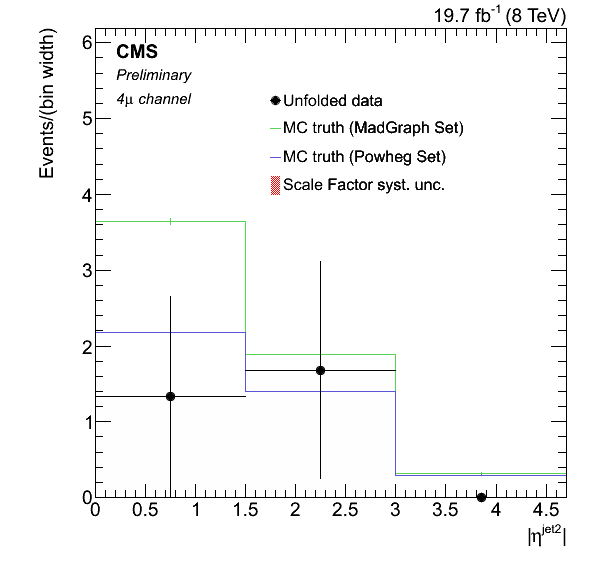 19.7 fb⁻¹ (8 TeV)
Events/(bin width)
CMS
Preliminary
4μ channel
Unfolded data
MC truth (MadGraph Set)
MC truth (Powheg Set)
Scale Factor syst. unc.
6
5
4
3
2
1
0
0 0.5 1 1.5 2 2.5 3 3.5 4 4.5
|η^jet2|